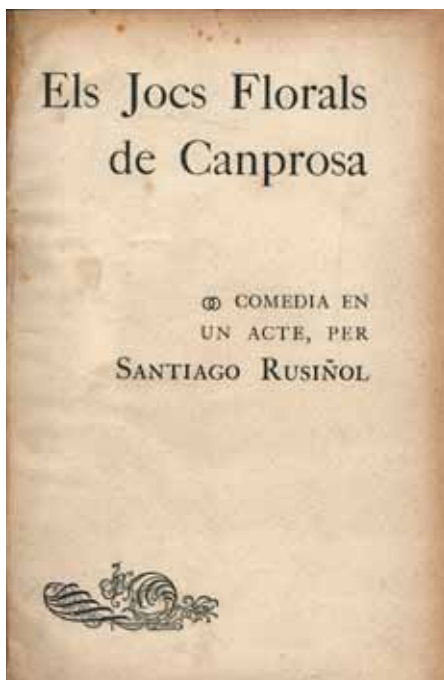 Els Jocs Florals
de Canprosa
COMEDIA EN
UN ACTE, PER
SANTIAGO RUSIÑOL